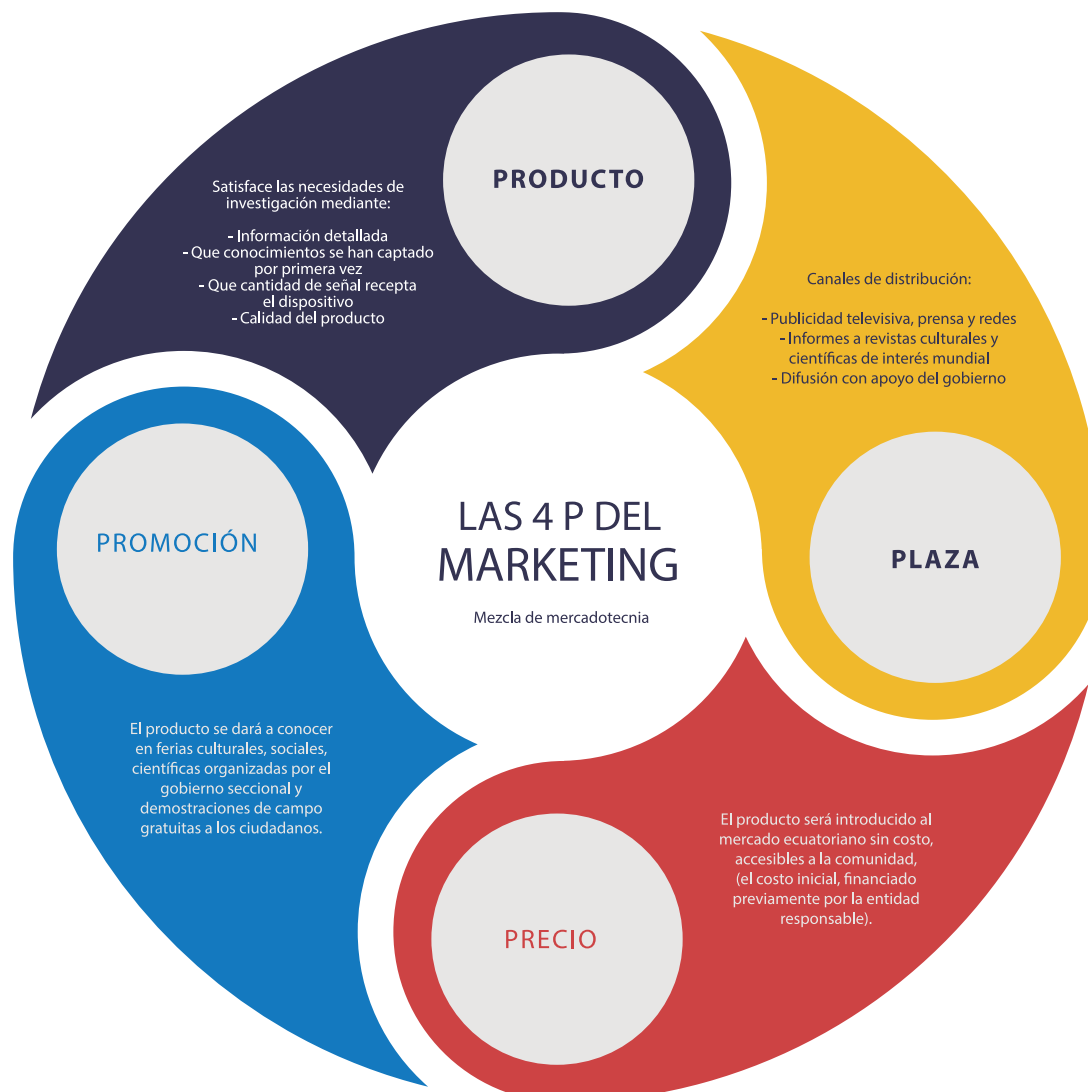 PRODUCTO
Satisface las necesidades de
investigación mediante:
- Información detallada
- Que conocimientos se han captado
por primera vez
- Que cantidad de señal recepta
el dispositivo
- Calidad del producto
Canales de distribución:
- Publicidad televisiva, prensa y redes
- Informes a revistas culturales y
científicas de interés mundial
- Difusión con apoyo del gobierno
PLAZA
LAS 4 P DEL
MARKETING
Mezcla de mercadotecnia
PROMOCIÓN
El producto se dará a conocer
en ferias culturales, sociales,
científicas organizadas por el
gobierno seccional y
demostraciones de campo
gratuitas a los ciudadanos.
El producto será introducido al
mercado ecuatoriano sin costo,
accesibles a la comunidad,
(el costo inicial, financiado
previamente por la entidad
responsable).
PRECIO